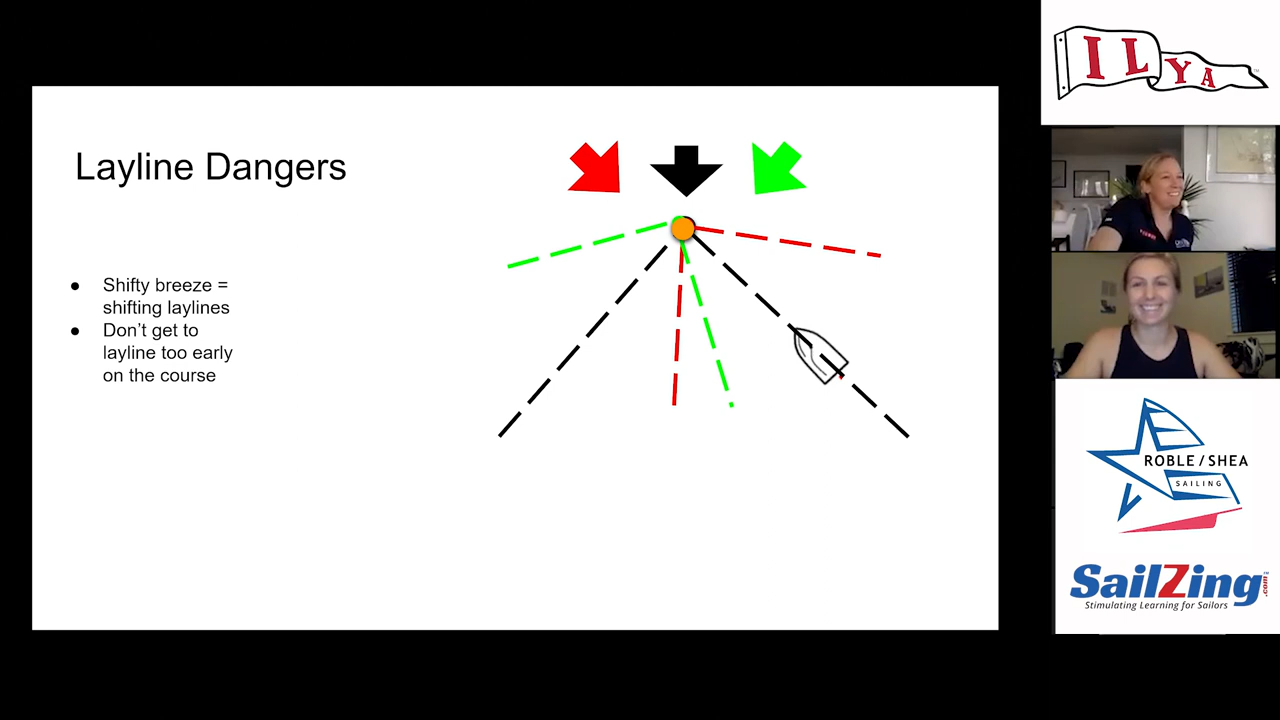 Layline Dangers
Shifty breeze =
shifting laylines
Don’t get to
layline too early
on the course
ILYA
ROBLE / SHEA
SAILING
SailZing.com
Stimulating Learning for Sailors